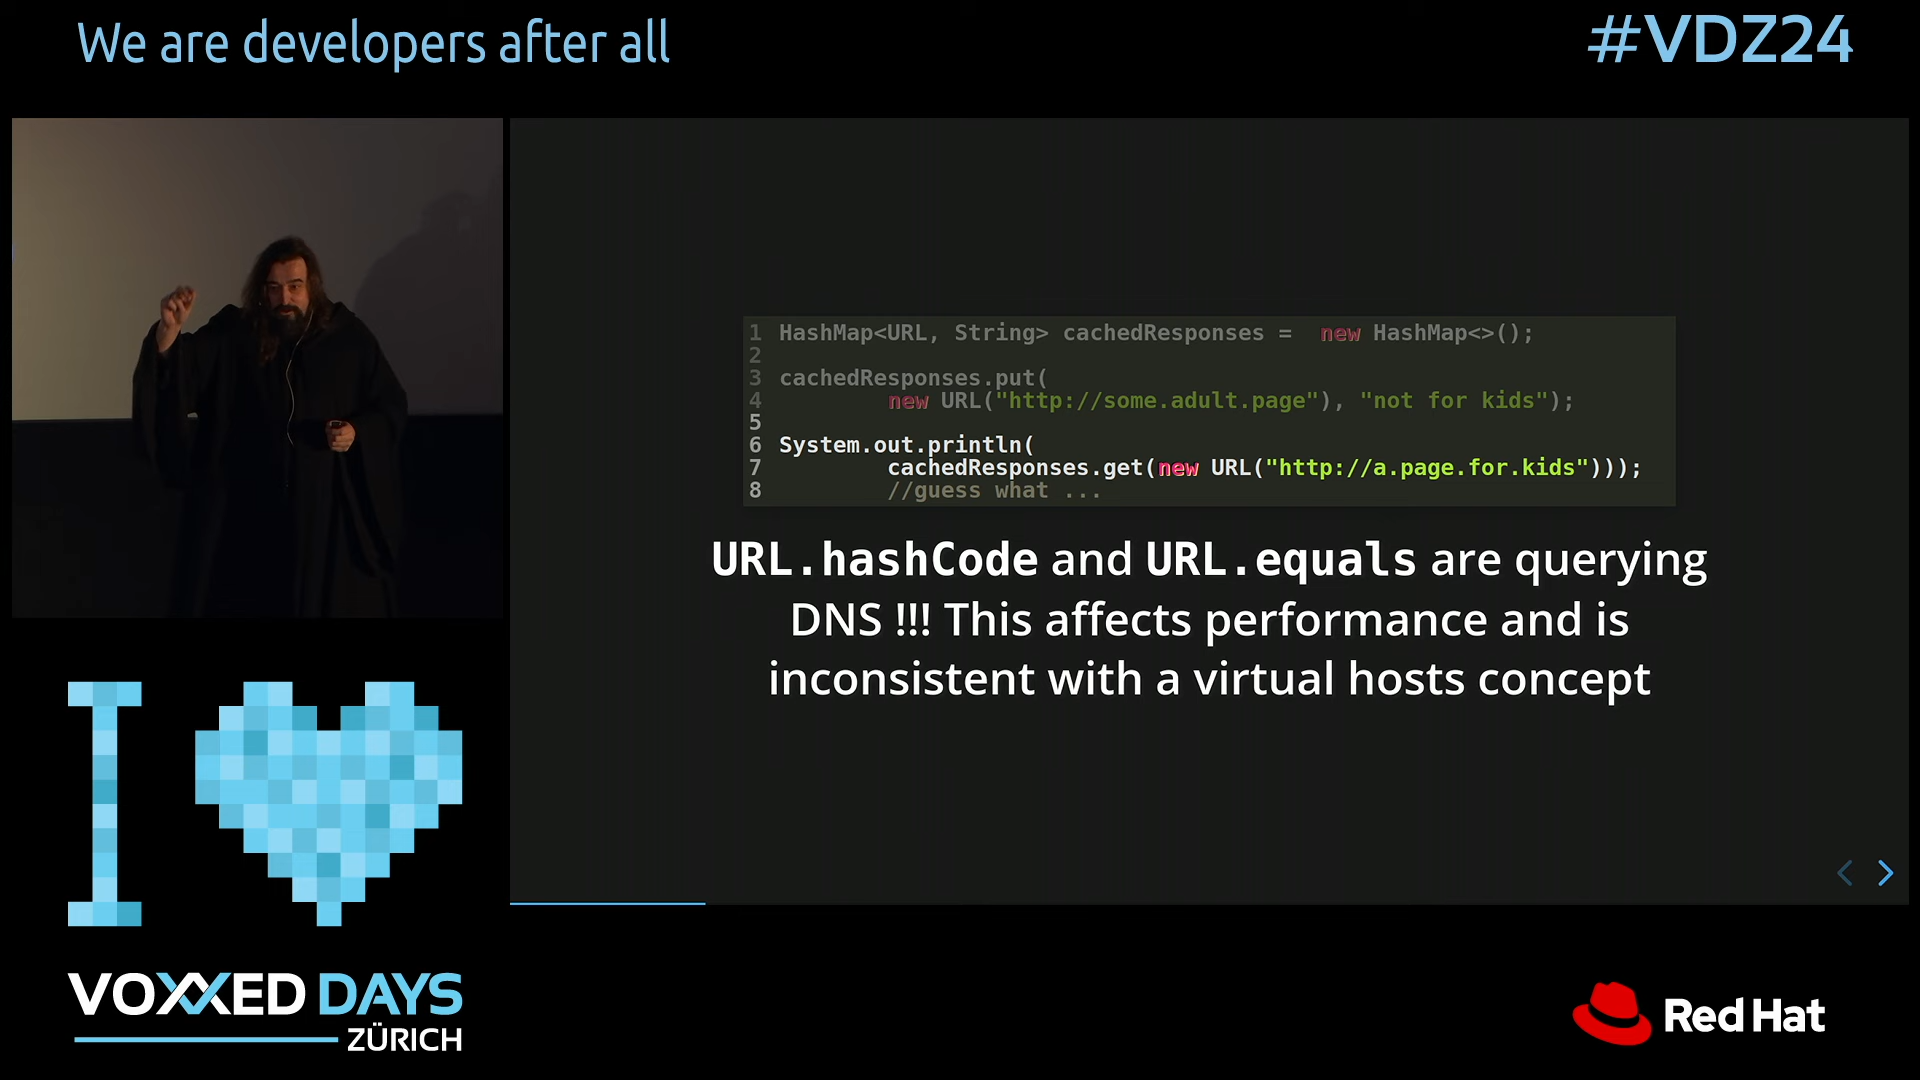 We are developers after all
#VDZ24
1 HashMap<URL, String> cachedResponses =  new HashMap<>();
2
3 cachedResponses.put(
4         new URL("http://some.adult.page"), "not for kids");
5
6 System.out.println(
7         cachedResponses.get(new URL("http://a.page.for.kids")));
8         //guess what ...
URL.hashCode and URL.equals are querying
DNS !!! This affects performance and is
inconsistent with a virtual hosts concept
I
VOXXED DAYS
ZÜRICH
Red Hat